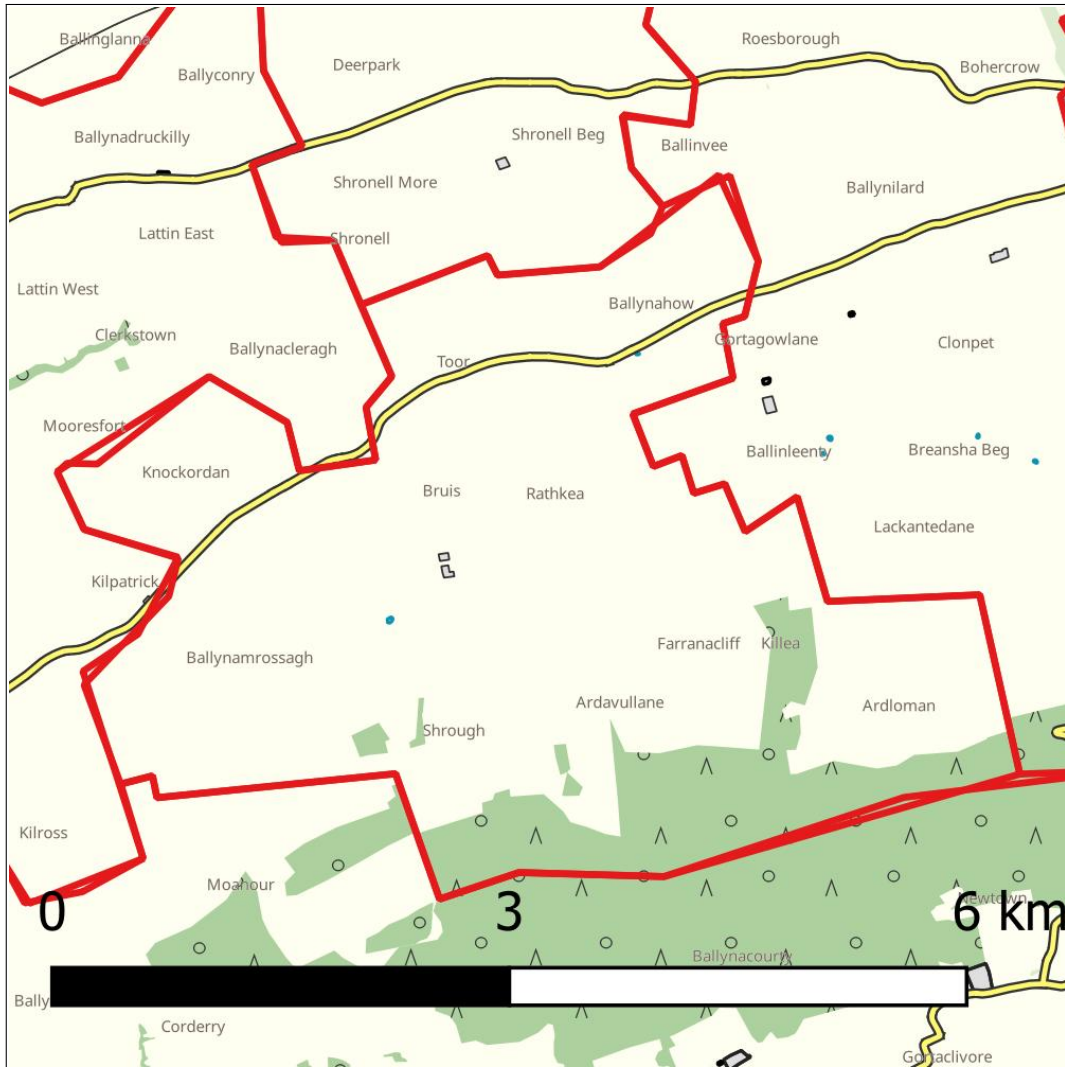 Ballinglanna
Roesborough
Deerpark
Bohercrow
Ballyconry
Shronell Beg
Ballynadruckilly
Ballinvee
Shronell More
Ballynilard
Lattin East
Shronell
Lattin West
Ballynahow
Clerkstown
Gortagowlane
Clonpet
Ballynacleragh
Toor
Mooresfort
Ballinleenty
Breansha Beg
Knockordan
Bruis
Rathkea
Lackantedane
Kilpatrick
Farranacliff
Killea
Ballynamrossagh
Ardavullane
Ardloman
Shrough
Kilross
Moahour
Newtown
0 3 6 km
Ballynacourty
Bally
Corderry
Gortaclivore